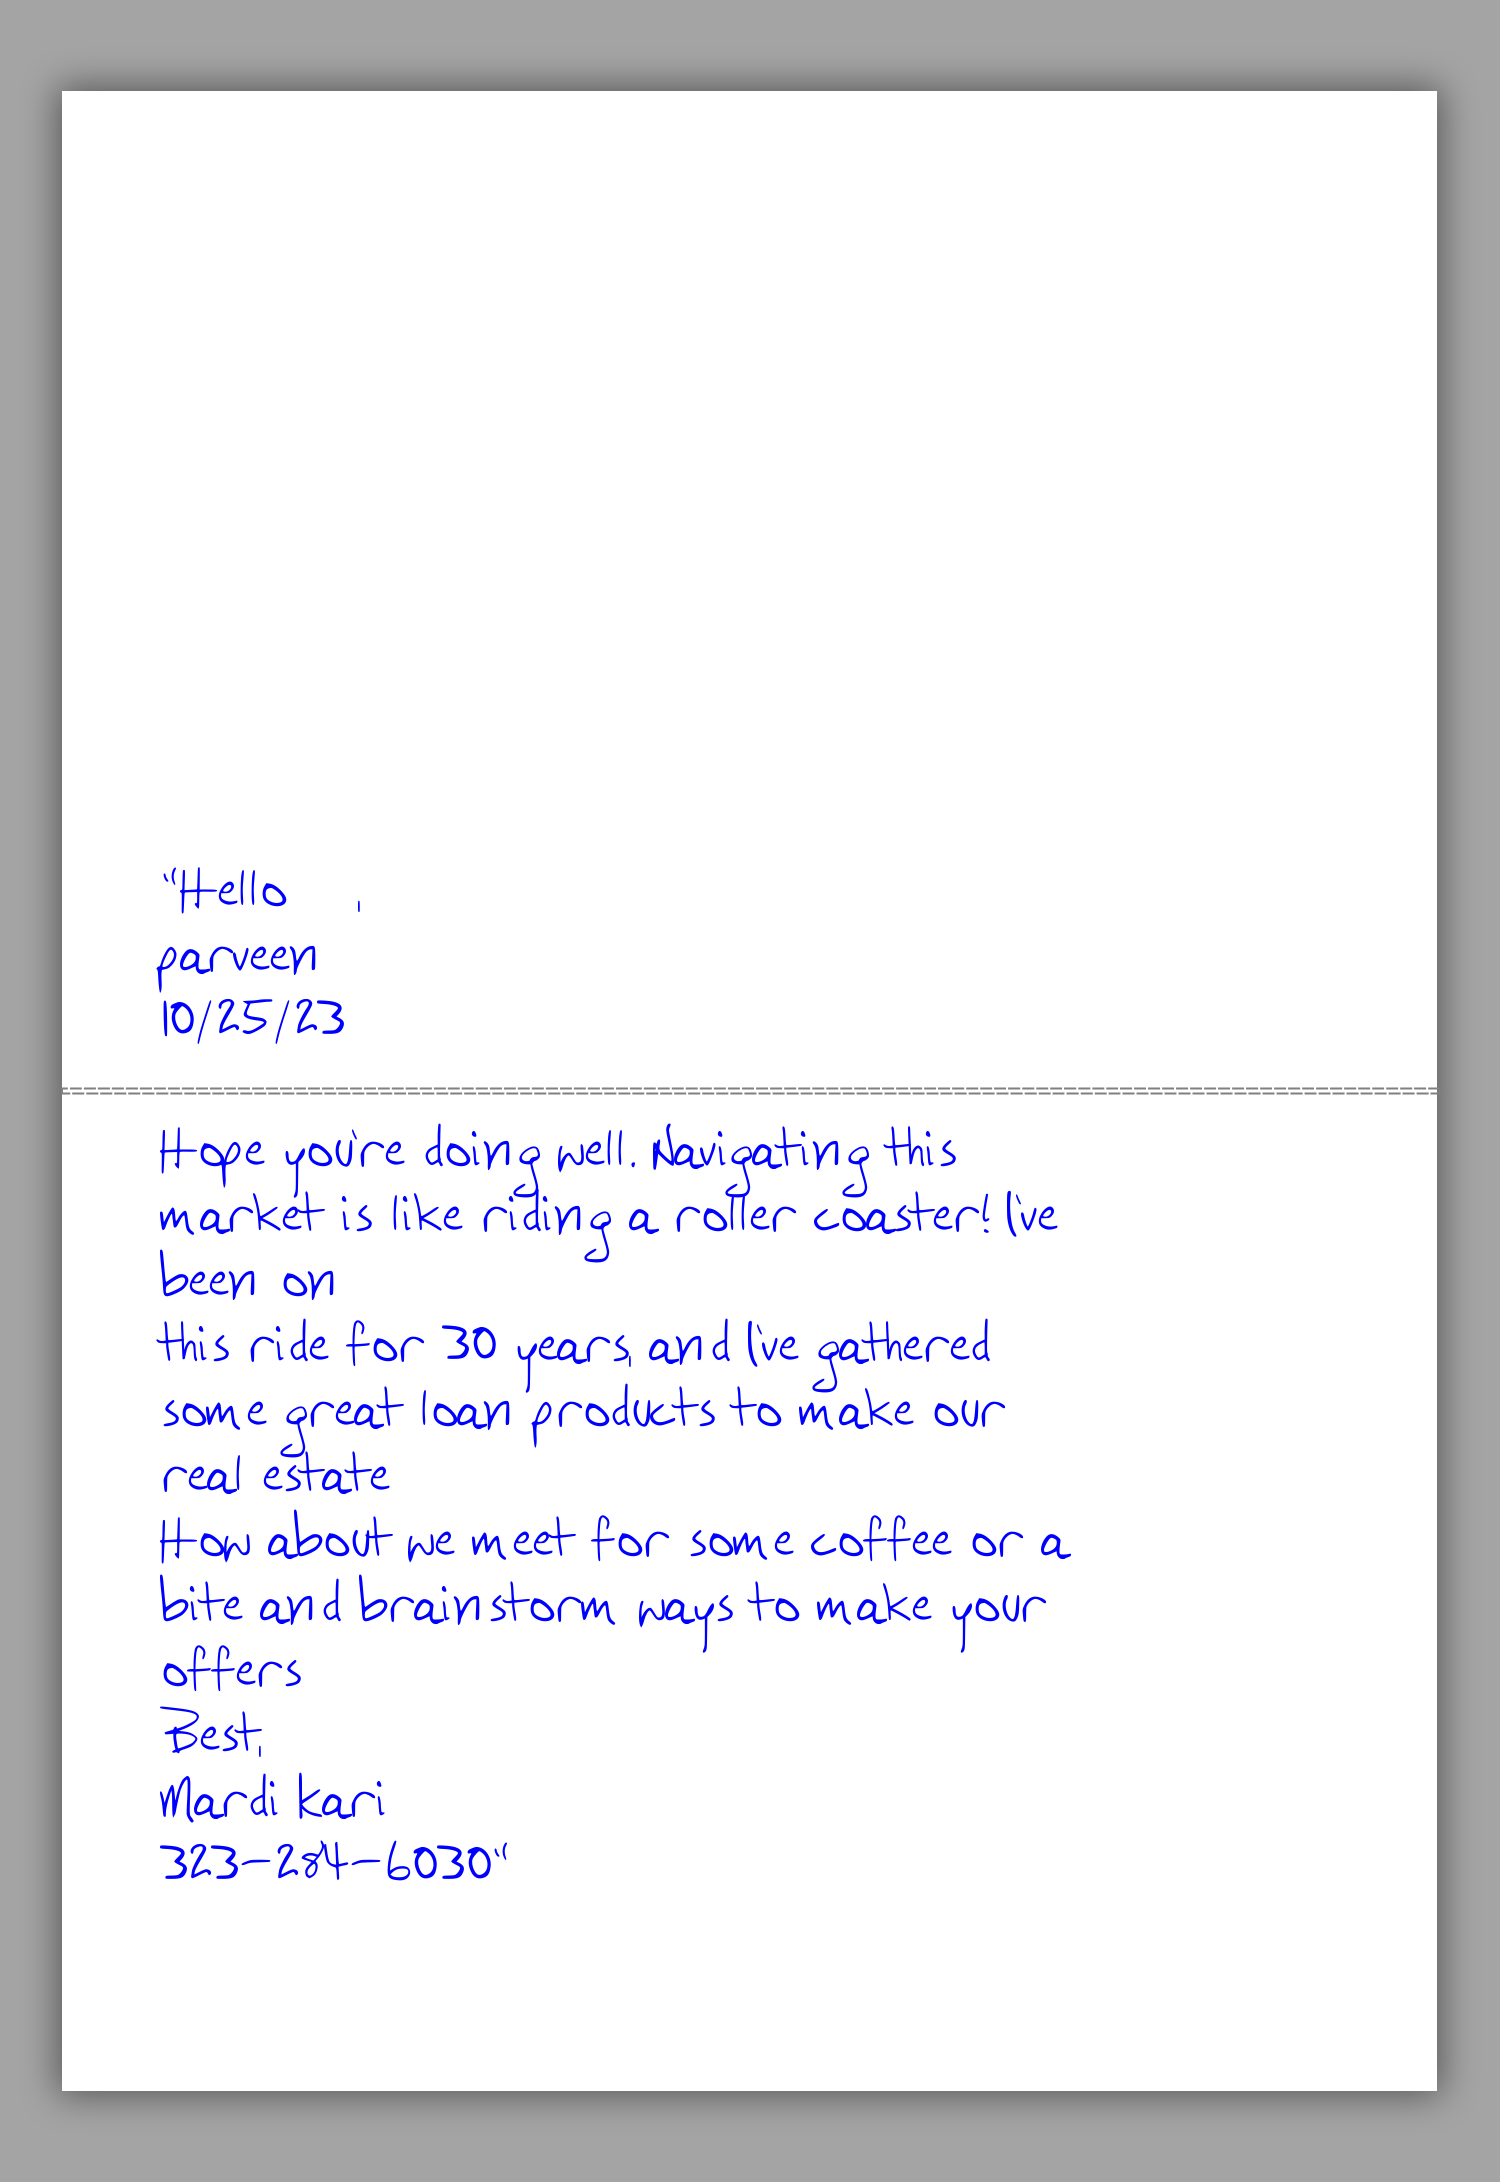 "Hello   ,
parveen
10/25/23
Hope you're doing well. Navigating this
market is like riding a roller coaster! I've
been on
this ride for 30 years, and I've gathered
some great loan products to make our
real estate
How about we meet for some coffee or a
bite and brainstorm ways to make your
offers
Best,
Mardi kari
323-284-6030"